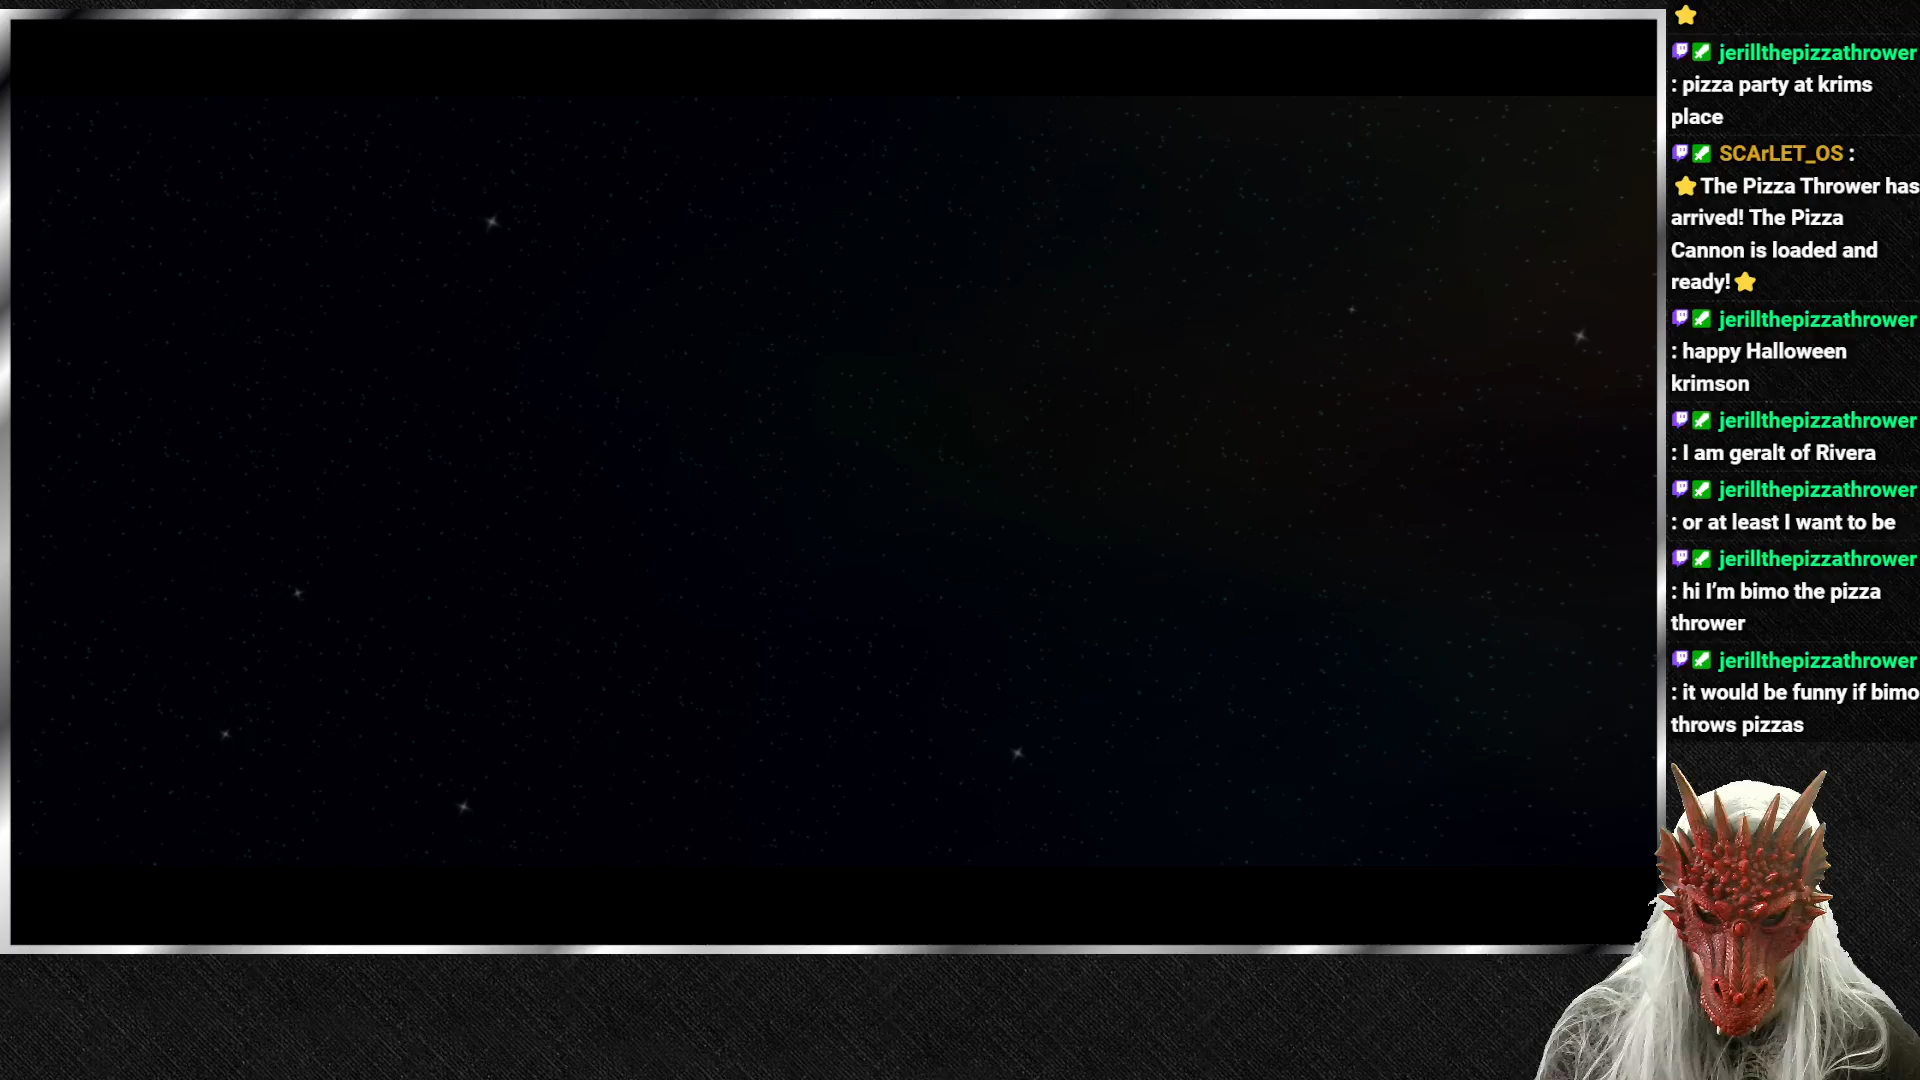 jerillthepizzathrower
: pizza party at krims
place
SCArLET_OS :
The Pizza Thrower has
arrived! The Pizza
Cannon is loaded and
ready!
jerillthepizzathrower
: happy Halloween
krimson
jerillthepizzathrower
: I am geralt of Rivera
jerillthepizzathrower
: or at least I want to be
jerillthepizzathrower
: hi I’m bimo the pizza
thrower
jerillthepizzathrower
: it would be funny if bimo
throws pizzas